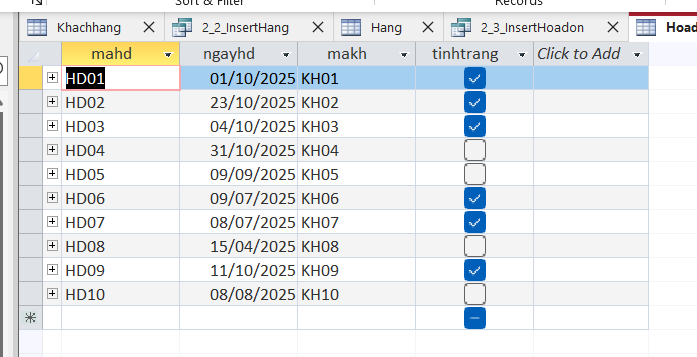 Sort & Filter Records
Khachhang 2_2_InsertHang Hang 2_3_InsertHoadon Hoad
mahd ngayhd makh tinhtrang Click to Add
HD01 01/10/2025 KH01
HD02 23/10/2025 KH02
HD03 04/10/2025 KH03
HD04 31/10/2025 KH04
HD05 09/09/2025 KH05
HD06 09/07/2025 KH06
HD07 08/07/2025 KH07
HD08 15/04/2025 KH08
HD09 11/10/2025 KH09
HD10 08/08/2025 KH10